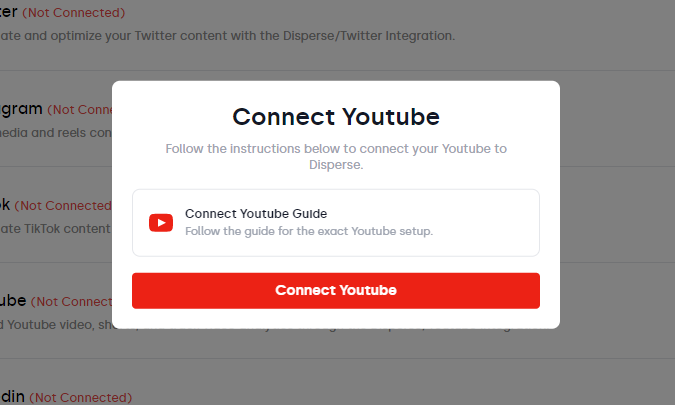 ter (Not Connected)
ate and optimize your Twitter content with the Disperse/Twitter Integration.
gram (Not Conne
nedia and reels con
Connect Youtube
Follow the instructions below to connect your Youtube to
Disperse.
ok (Not Connected
ate TikTok content
Connect Youtube Guide
Follow the guide for the exact Youtube setup.
Connect Youtube
ube (Not Connect
d Youtube video, sh
din (Not Connected)